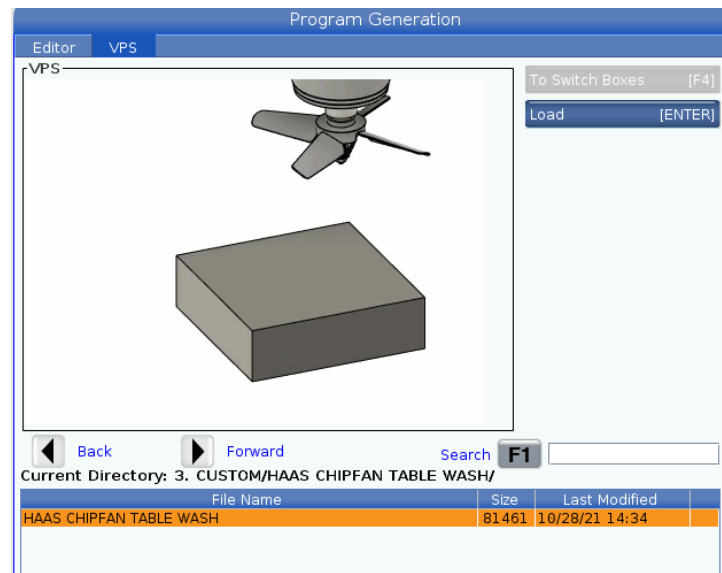 Program Generation
Editor VPS
VPS
To Switch Boxes [F4]
Load [ENTER]
Back Forward Search F1
Current Directory: 3. CUSTOM/HAAS CHIPFAN TABLE WASH/
File Name Size Last Modified
HAAS CHIPFAN TABLE WASH 81461 10/28/21 14:34